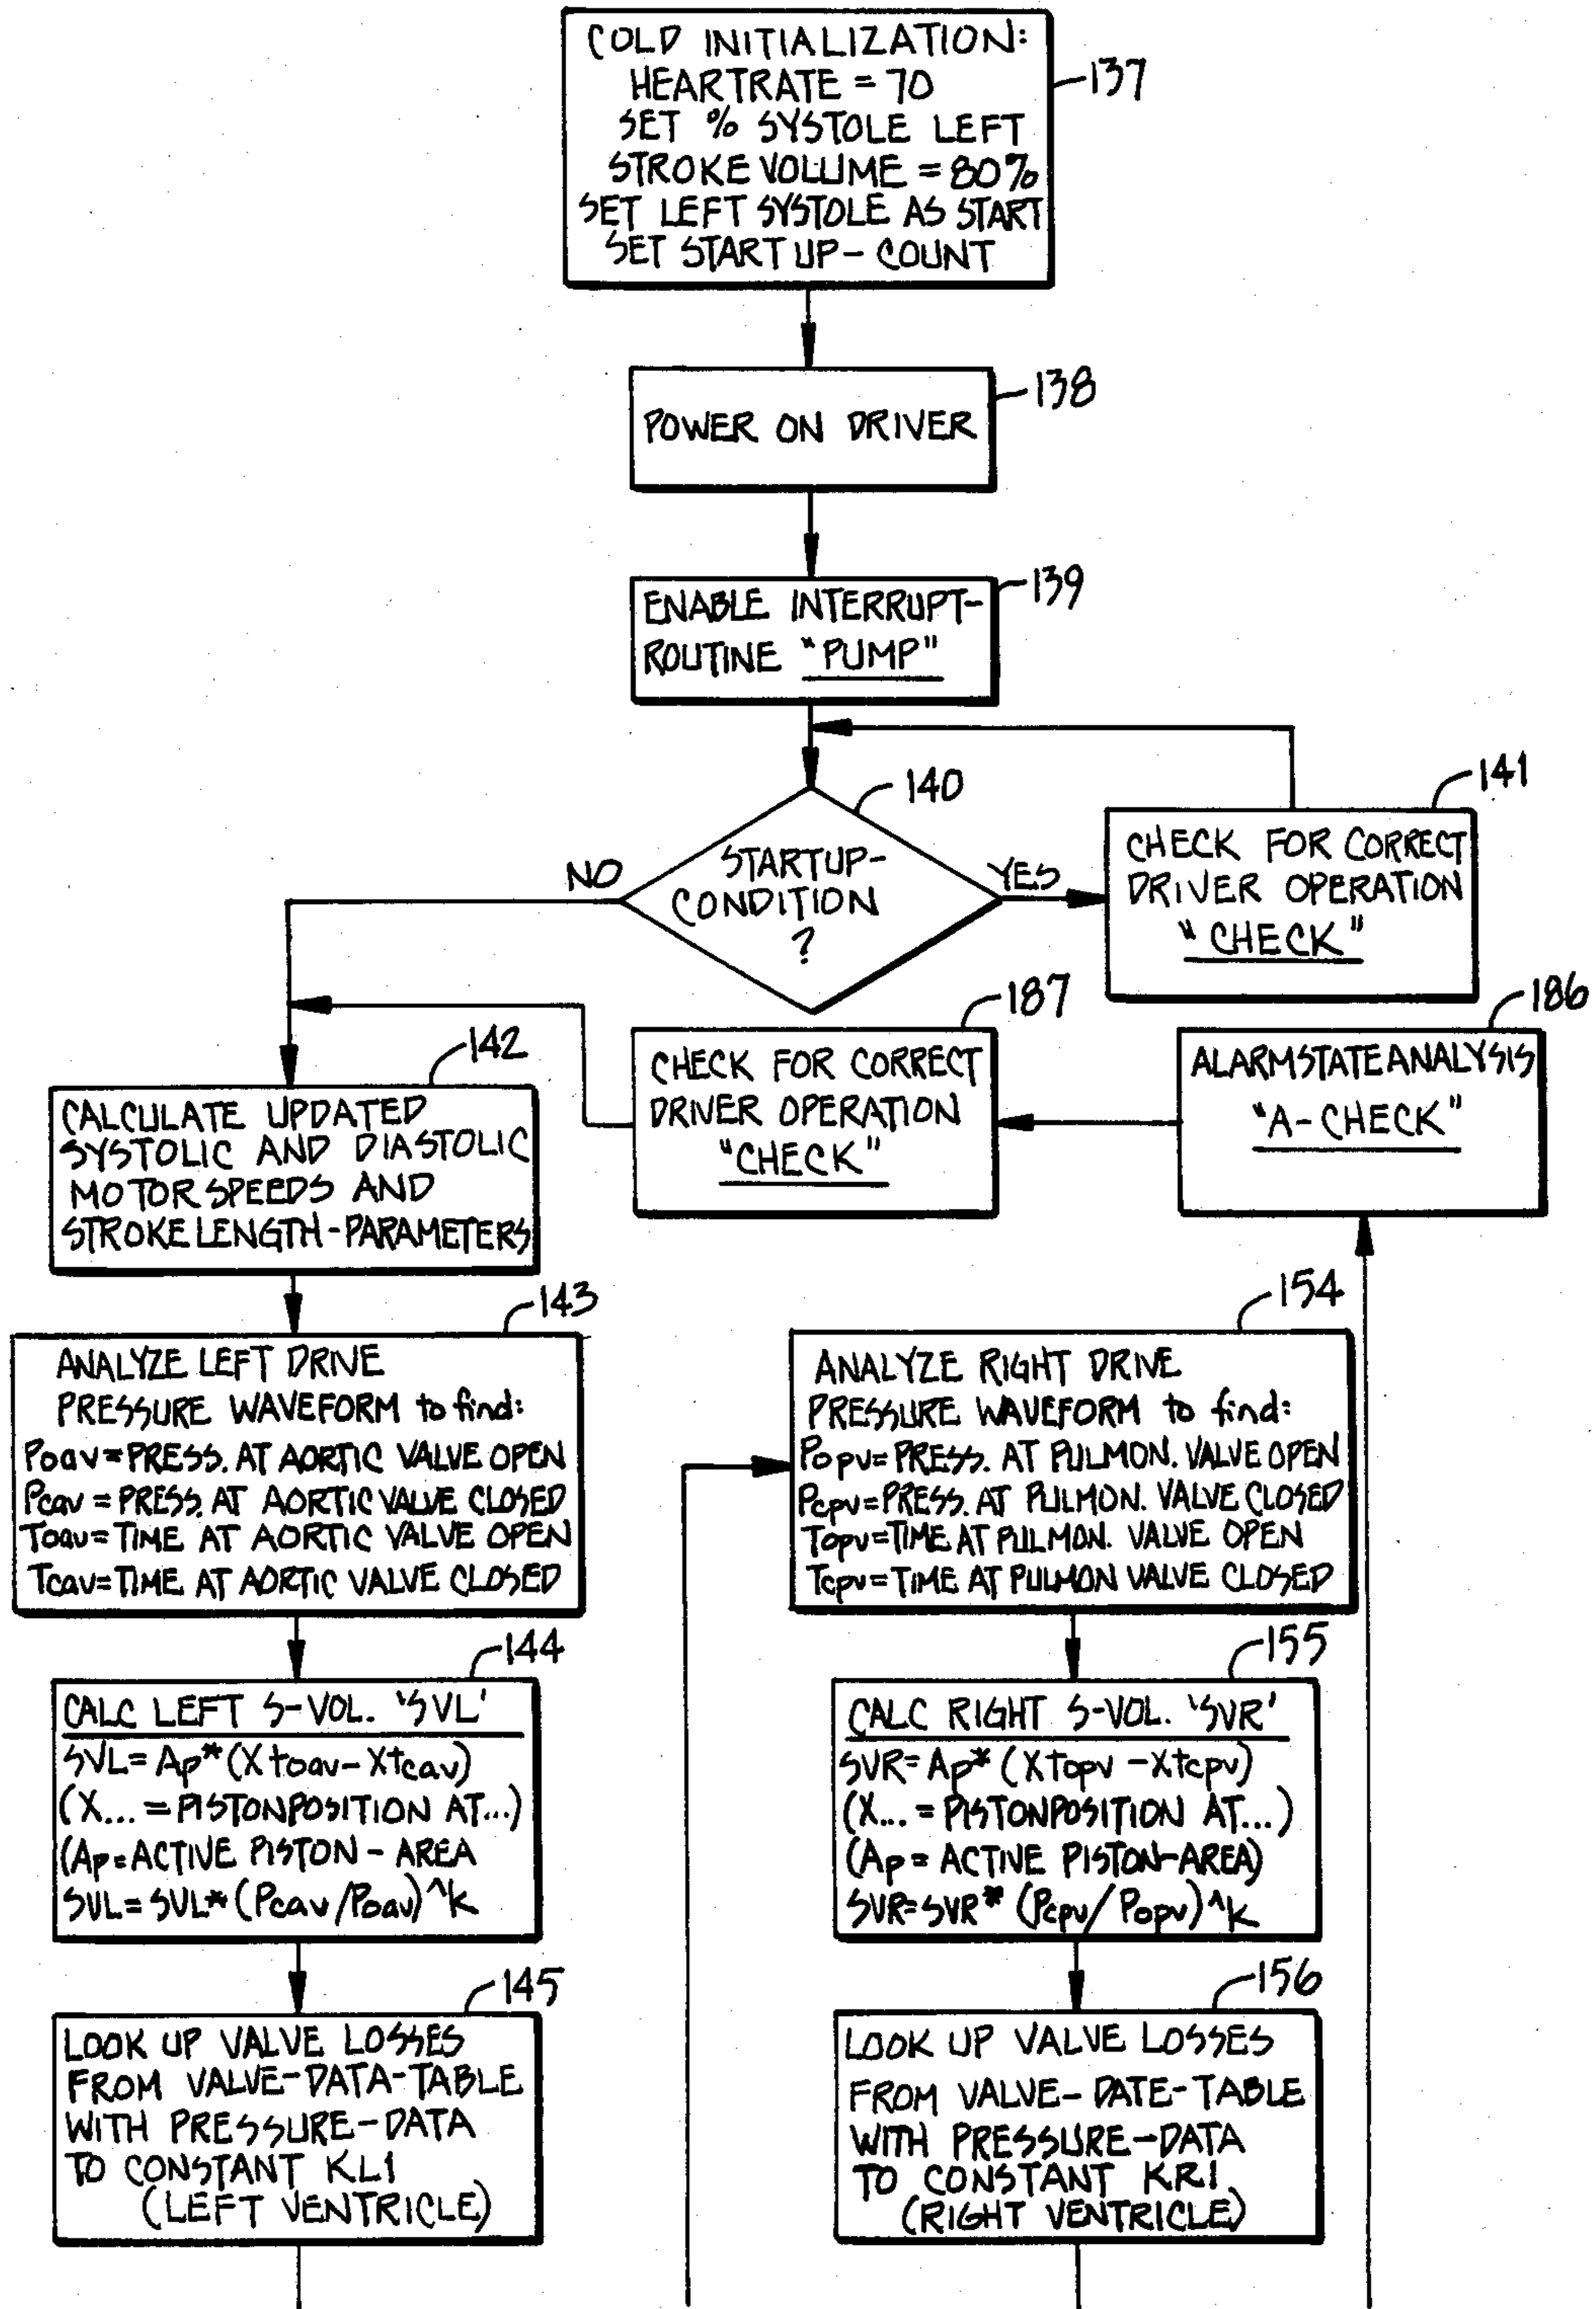 COLD INITIALIZATION:
HEARTRATE = 70
SET % SYSTOLE LEFT
STROKE VOLUME = 80%
SET LEFT SYSTOLE AS START
SET START UP - COUNT
137
POWER ON DRIVER
138
ENABLE INTERRUPT-
ROUTINE "PUMP"
139
STARTUP-
CONDITION
?
140
NO
YES
CHECK FOR CORRECT
DRIVER OPERATION
"CHECK"
141
ALARMSTATEANALYSIS
"A-CHECK"
186
CHECK FOR CORRECT
DRIVER OPERATION
"CHECK"
187
CALCULATE UPDATED
SYSTOLIC AND DIASTOLIC
MOTOR SPEEDS AND
STROKE LENGTH-PARAMETERS
142
ANALYZE LEFT DRIVE
PRESSURE WAVEFORM to find:
Poav=PRESS. AT AORTIC VALVE OPEN
Pcav = PRESS. AT AORTIC VALVE CLOSED
Toav=TIME AT AORTIC VALVE OPEN
Tcav=TIME AT AORTIC VALVE CLOSED
143
CALC LEFT S-VOL. 'SVL'
SVL= Ap*(Xtoav-Xtcav)
(X... = PISTONPOSITION AT...)
(Ap=ACTIVE PISTON - AREA
SVL=SVL*(Pcav/Poav)^k
144
LOOK UP VALVE LOSSES
FROM VALVE-DATA-TABLE
WITH PRESSURE-DATA
TO CONSTANT KL1
(LEFT VENTRICLE)
145
ANALYZE RIGHT DRIVE
PRESSURE WAVEFORM to find:
Popv=PRESS. AT PULMON. VALVE OPEN
Pcpv=PRESS. AT PULMON. VALVE CLOSED
Topv=TIME AT PULMON. VALVE OPEN
Tcpv=TIME AT PULMON VALVE CLOSED
154
CALC RIGHT S-VOL. 'SVR'
SVR=Ap* (Xtopv -Xtcpv)
(X... = PISTONPOSITION AT...)
(Ap = ACTIVE PISTON-AREA)
SVR=SVR* (Pcpv/Popv)^k
155
LOOK UP VALVE LOSSES
FROM VALVE-DATE-TABLE
WITH PRESSURE-DATA
TO CONSTANT KR1
(RIGHT VENTRICLE)
156